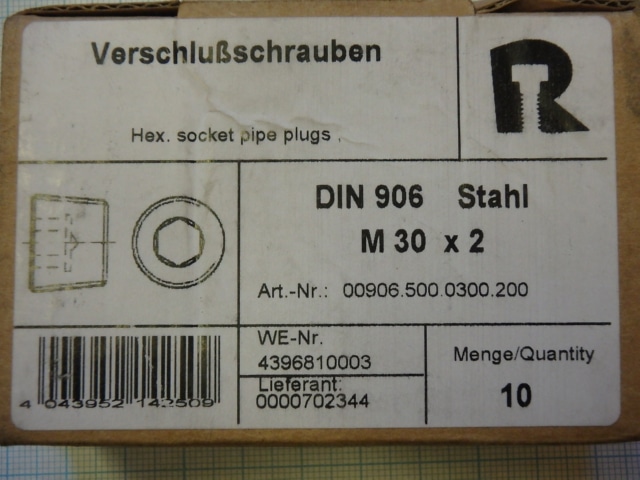 Verschlußschrauben
Hex. socket pipe plugs .
R
DIN 906 Stahl
M 30 x 2
Art.-Nr.: 00906.500.0300.200
WE-Nr.
4396810003
Lieferant:
0000702344
Menge/Quantity
10
4 043952 142509